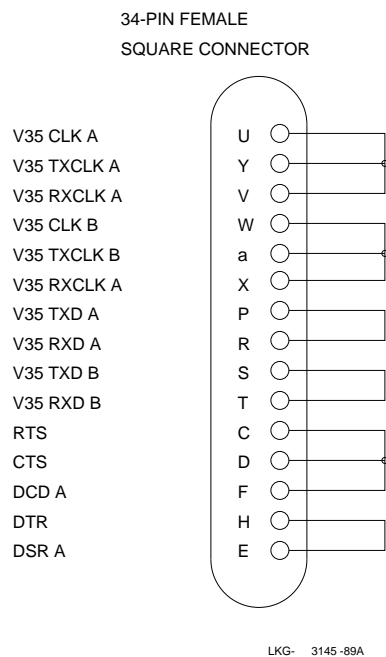 34-PIN FEMALE
SQUARE CONNECTOR
V35 CLK A U
V35 TXCLK A Y
V35 RXCLK A V
V35 CLK B W
V35 TXCLK B a
V35 RXCLK A X
V35 TXD A P
V35 RXD A R
V35 TXD B S
V35 RXD B T
RTS C
CTS D
DCD A F
DTR H
DSR A E
LKG- 3145 -89A